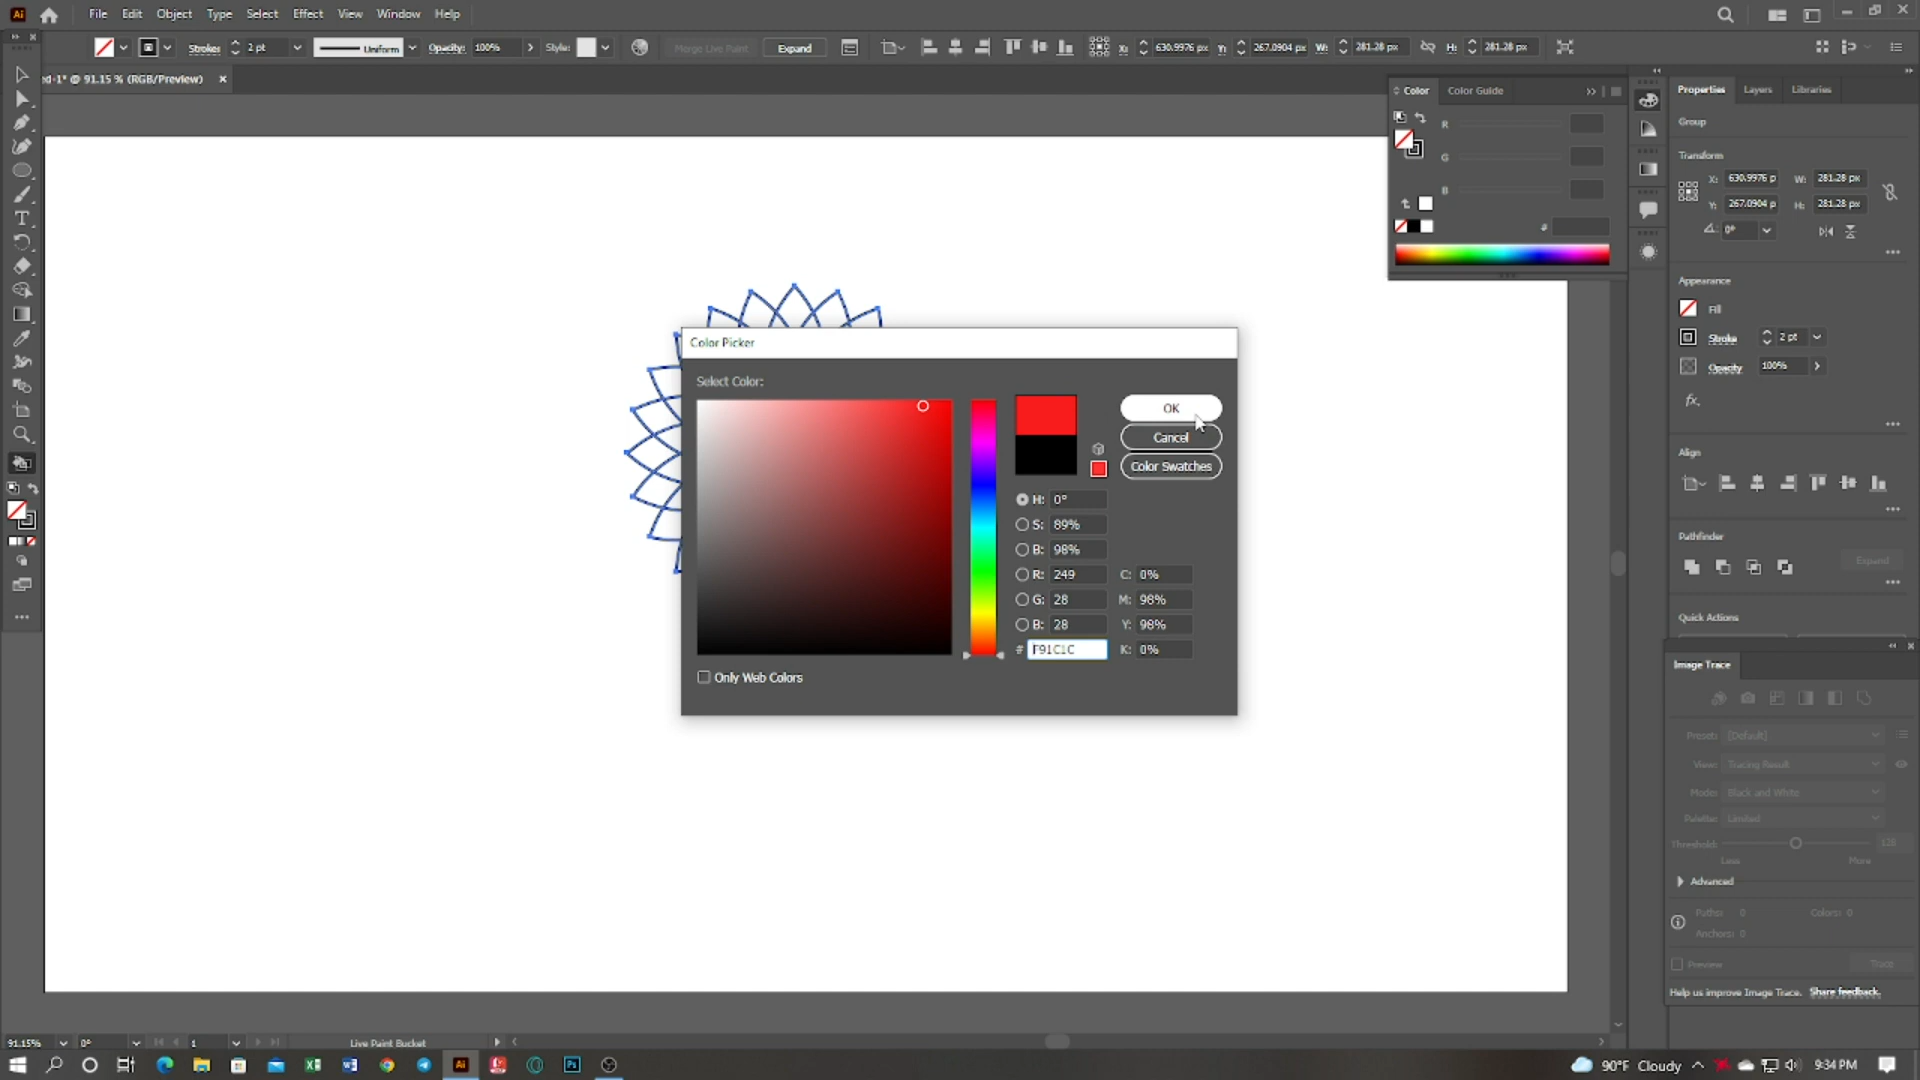 Ai File Edit Object Type Select Effect View Window Help
Stroke: 2 pt Uniform Opacity: 100% Style: Merge Live Paint Expand X: 630.9976 px Y: 267.0904 px W: 281.28 px H: 281.28 px
d-1* @ 91.15 % (RGB/Preview) ×
Color Color Guide
R
G
B
#
Properties Layers Libraries
Group
Transform
X: 630.9976 p W: 281.28 px
Y: 267.0904 p H: 281.28 px
0°
Appearance
Fill
Stroke 2 pt
Opacity 100%
fx.
Align
Pathfinder
Expand
Quick Actions
Color Picker
Select Color:
OK
Cancel
Color Swatches
H: 0°
S: 89%
B: 98%
R: 249 C: 0%
G: 28 M: 98%
B: 28 Y: 98%
# F91C1C K: 0%
Only Web Colors
Image Trace
Preset: [Default]
View: Tracing Result
Mode: Black and White
Palette: Limited
Threshold: 128
Less More
Advanced
Paths: 0 Colors: 0
Anchors: 0
Preview Trace
Help us improve Image Trace. Share feedback.
91.15% 0° 1 Live Paint Bucket
Ai Ps 90°F Cloudy 9:34 PM